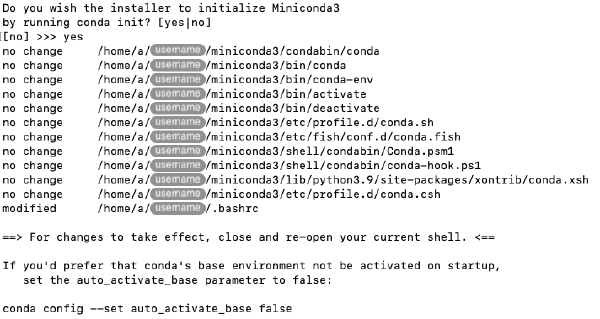 Do you wish the installer to initialize Miniconda3
by running conda init? [yes|no]
[[no] >>> yes
no change /home/a/username/miniconda3/condabin/conda
no change /home/a/username/miniconda3/bin/conda
no change /home/a/username/miniconda3/bin/conda-env
no change /home/a/username/miniconda3/bin/activate
no change /home/a/username/miniconda3/bin/deactivate
no change /home/a/username/miniconda3/etc/profile.d/conda.sh
no change /home/a/username/miniconda3/etc/fish/conf.d/conda.fish
no change /home/a/username/miniconda3/shell/condabin/Conda.psm1
no change /home/a/username/miniconda3/shell/condabin/conda-hook.ps1
no change /home/a/username/miniconda3/lib/python3.9/site-packages/xontrib/conda.xsh
no change /home/a/username/miniconda3/etc/profile.d/conda.csh
modified /home/a/username/.bashrc
==> For changes to take effect, close and re-open your current shell. <==
If you'd prefer that conda's base environment not be activated on startup,
set the auto_activate_base parameter to false:
conda config --set auto_activate_base false